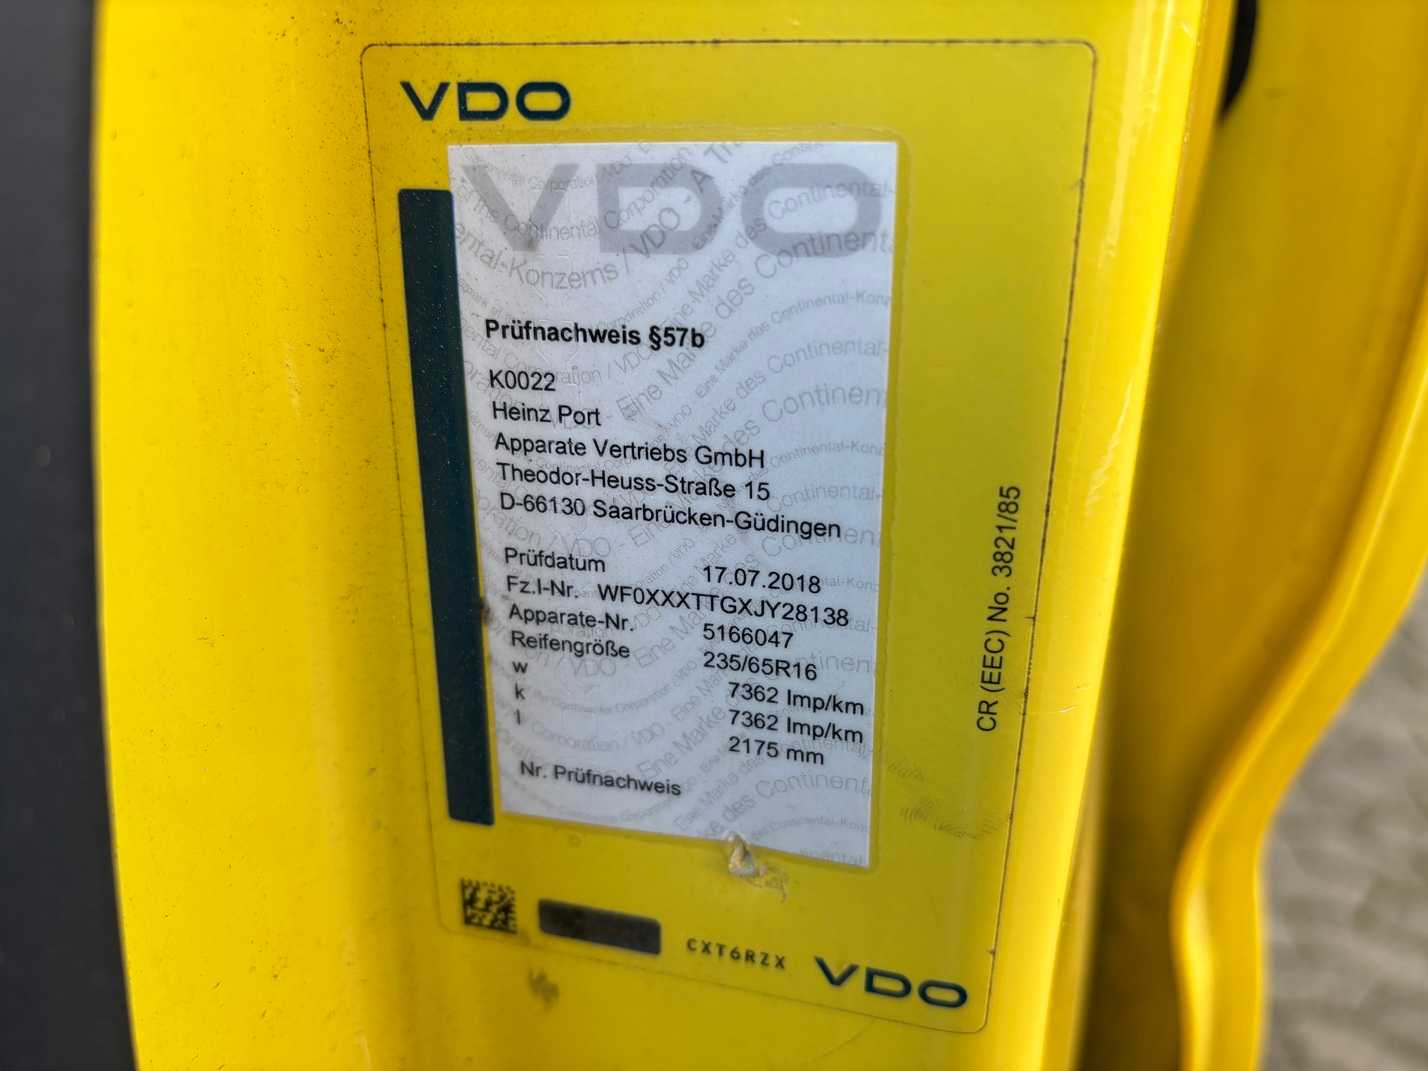 VDO
VDO
Prüfnachweis §57b
K0022
Heinz Port
Apparate Vertriebs GmbH
Theodor-Heuss-Straße 15
D-66130 Saarbrücken-Güdingen
Prüfdatum 17.07.2018
Fz.I-Nr. WF0XXXTTGXJY28138
Apparate-Nr. 5166047
Reifengröße 235/65R16
w 7362 Imp/km
k 7362 Imp/km
l 2175 mm
Nr. Prüfnachweis
CR (EEC) No. 3821/85
CXT6RZX
VDO